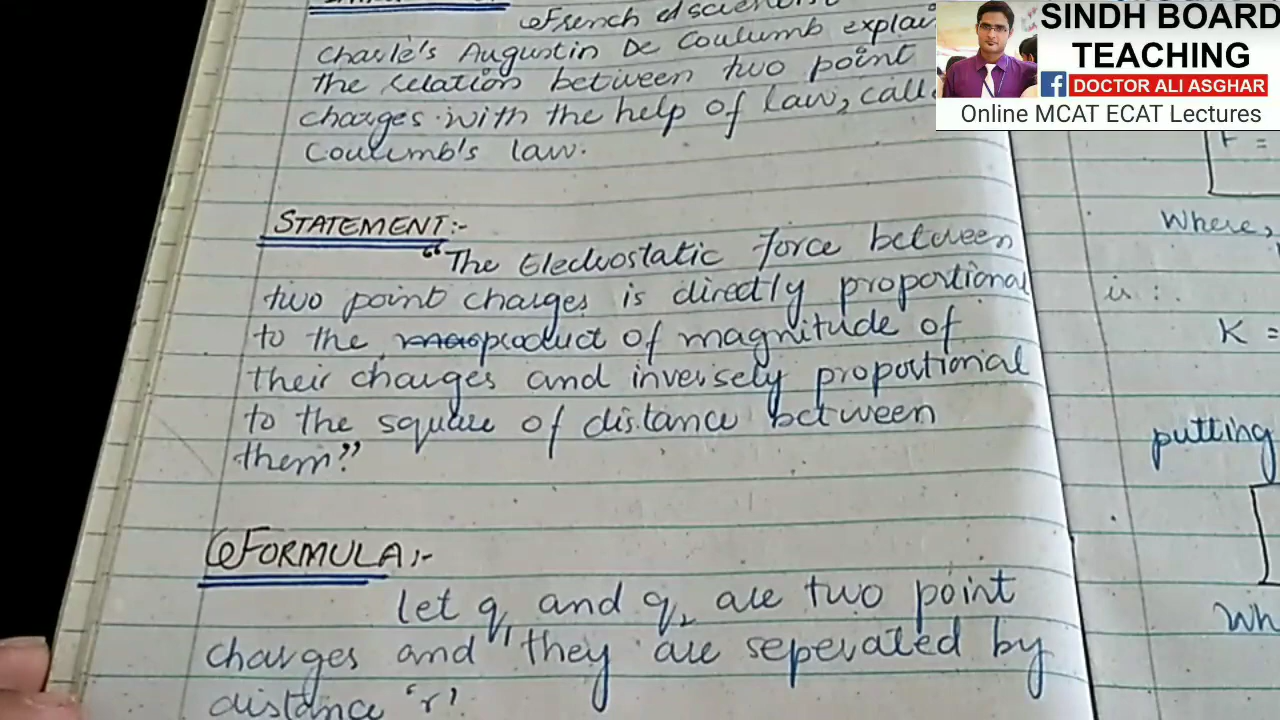 French scientist
Charle's Augustin De Coulumb explai
the relation between two point
charges with the help of law, call
Coulumb's law.
STATEMENT:-
“The Electrostatic force between
two point charges is directly proportional
to the product of magnitude of
their charges and inversely proportional
to the square of distance between
them”
FORMULA:-
let q1 and q2 are two point
charges and they are seperated by
distance ‘r’.
F =
Where,
is :.
K =
putting
Wh
SINDH BOARD
TEACHING
f DOCTOR ALI ASGHAR
Online MCAT ECAT Lectures